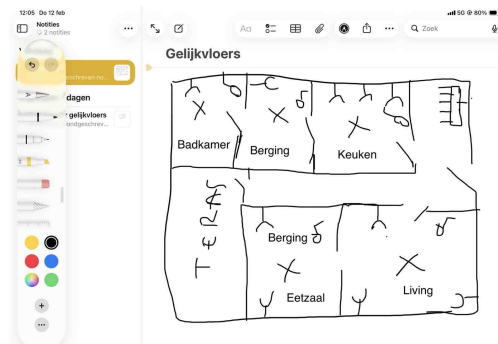 12:05 Do 12 feb
5G 80%
Notities
2 notities
Aa
Zoek
Gelijkvloers
dagen
gelijkvloers
Badkamer
Berging
Keuken
TERRAS
Berging
Eetzaal
Living